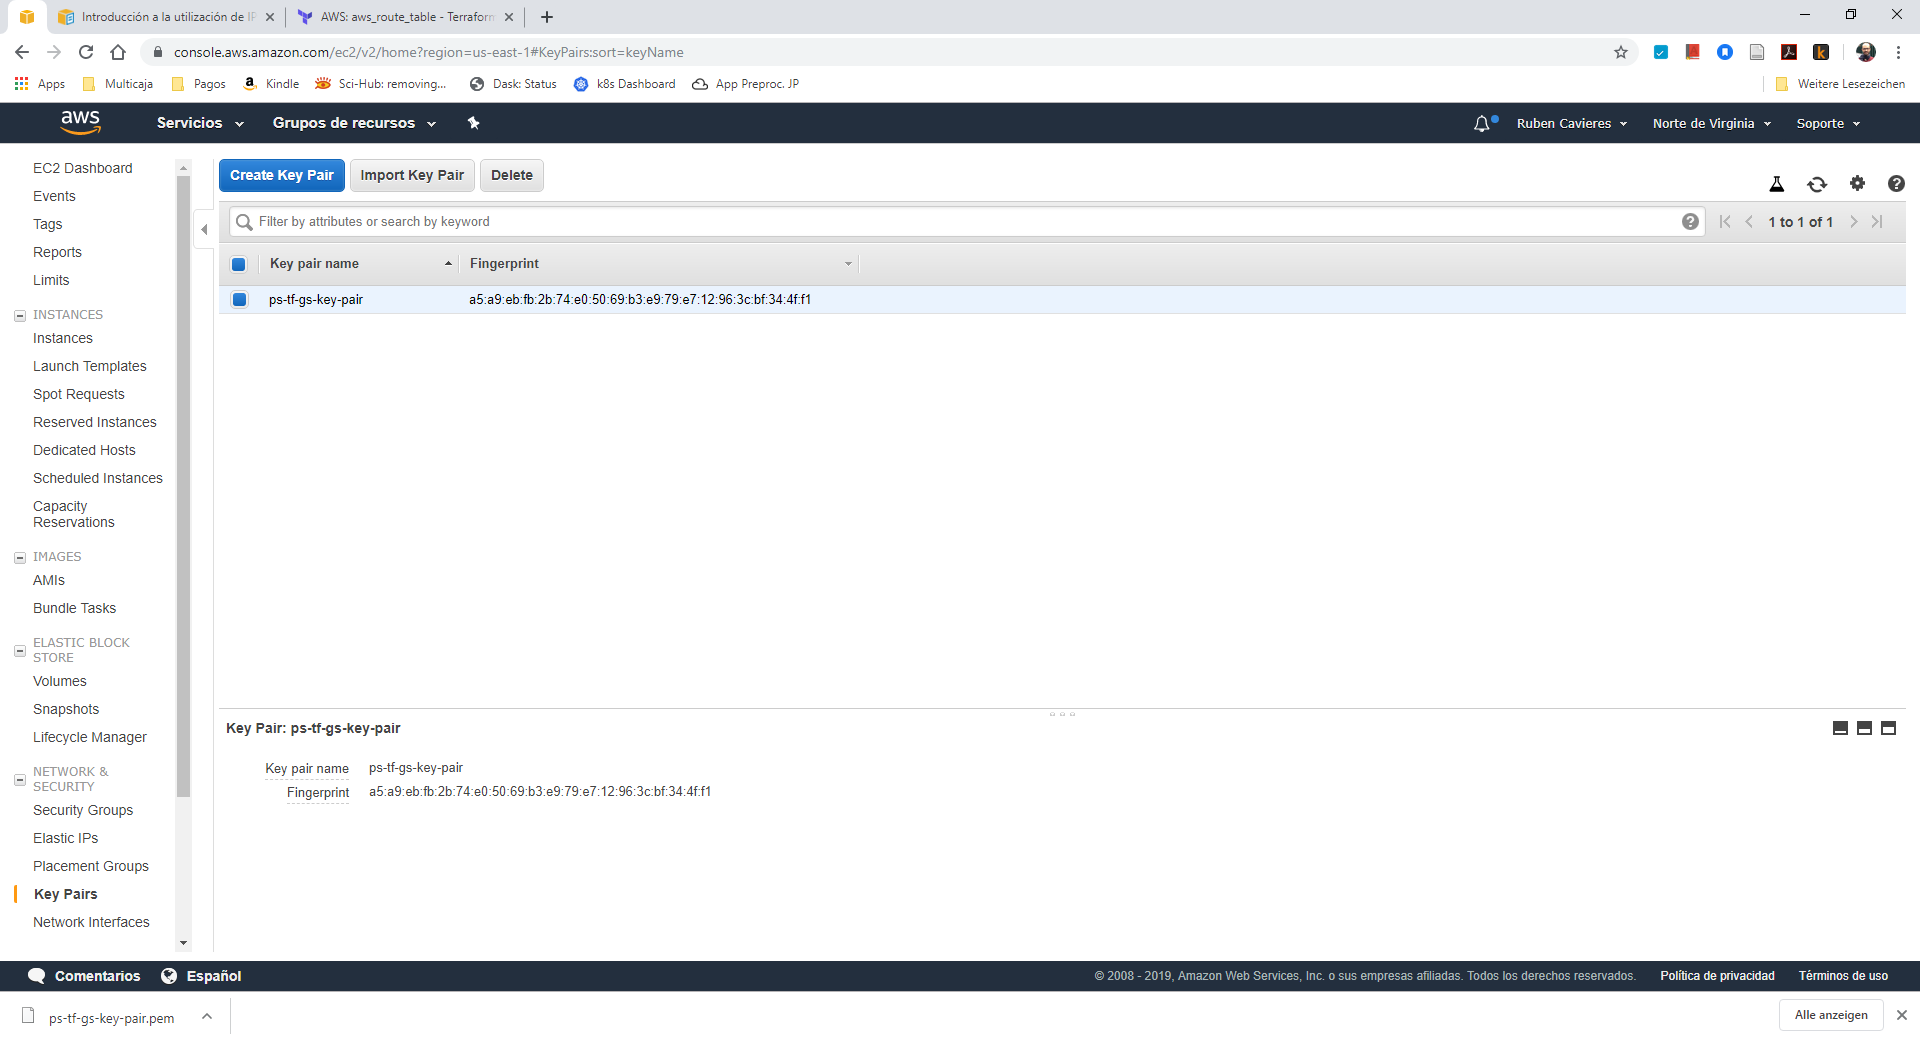 Introducción a la utilización de IP
AWS: aws_route_table - Terraform
console.aws.amazon.com/ec2/v2/home?region=us-east-1#KeyPairs:sort=keyName
Apps
Multicaja
Pagos
Kindle
Sci-Hub: removing...
Dask: Status
k8s Dashboard
App Preproc. JP
Weitere Lesezeichen
aws
Servicios
Grupos de recursos
Ruben Cavieres
Norte de Virginia
Soporte
EC2 Dashboard
Events
Tags
Reports
Limits
INSTANCES
Instances
Launch Templates
Spot Requests
Reserved Instances
Dedicated Hosts
Scheduled Instances
Capacity
Reservations
IMAGES
AMIs
Bundle Tasks
ELASTIC BLOCK
STORE
Volumes
Snapshots
Lifecycle Manager
NETWORK &
SECURITY
Security Groups
Elastic IPs
Placement Groups
Key Pairs
Network Interfaces
Create Key Pair
Import Key Pair
Delete
Filter by attributes or search by keyword
1 to 1 of 1
Key pair name
Fingerprint
ps-tf-gs-key-pair
a5:a9:eb:fb:2b:74:e0:50:69:b3:e9:79:e7:12:96:3c:bf:34:4f:f1
Key Pair: ps-tf-gs-key-pair
Key pair name
ps-tf-gs-key-pair
Fingerprint
a5:a9:eb:fb:2b:74:e0:50:69:b3:e9:79:e7:12:96:3c:bf:34:4f:f1
Comentarios
Español
© 2008 - 2019, Amazon Web Services, Inc. o sus empresas afiliadas. Todos los derechos reservados.
Política de privacidad
Términos de uso
ps-tf-gs-key-pair.pem
Alle anzeigen